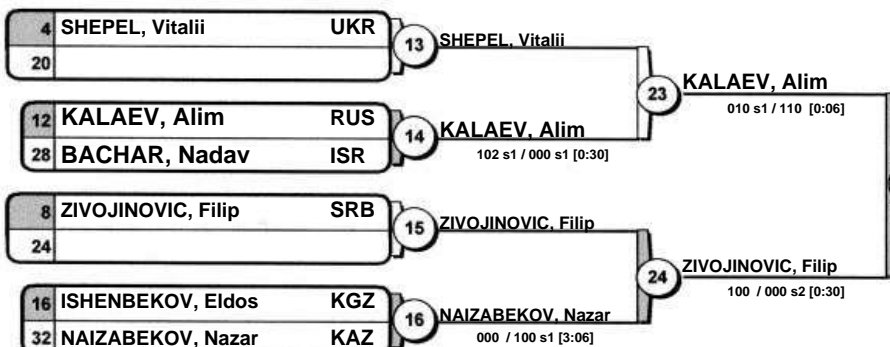 4 SHEPEL, Vitalii UKR
20
13 SHEPEL, Vitalii
12 KALAEV, Alim RUS
28 BACHAR, Nadav ISR
14 KALAEV, Alim
102 s1 / 000 s1 [0:30]
23 KALAEV, Alim
010 s1 / 110 [0:06]
8 ZIVOJINOVIC, Filip SRB
24
15 ZIVOJINOVIC, Filip
16 ISHENBEKOV, Eldos KGZ
32 NAIZABEKOV, Nazar KAZ
16 NAIZABEKOV, Nazar
000 / 100 s1 [3:06]
24 ZIVOJINOVIC, Filip
100 / 000 s2 [0:30]